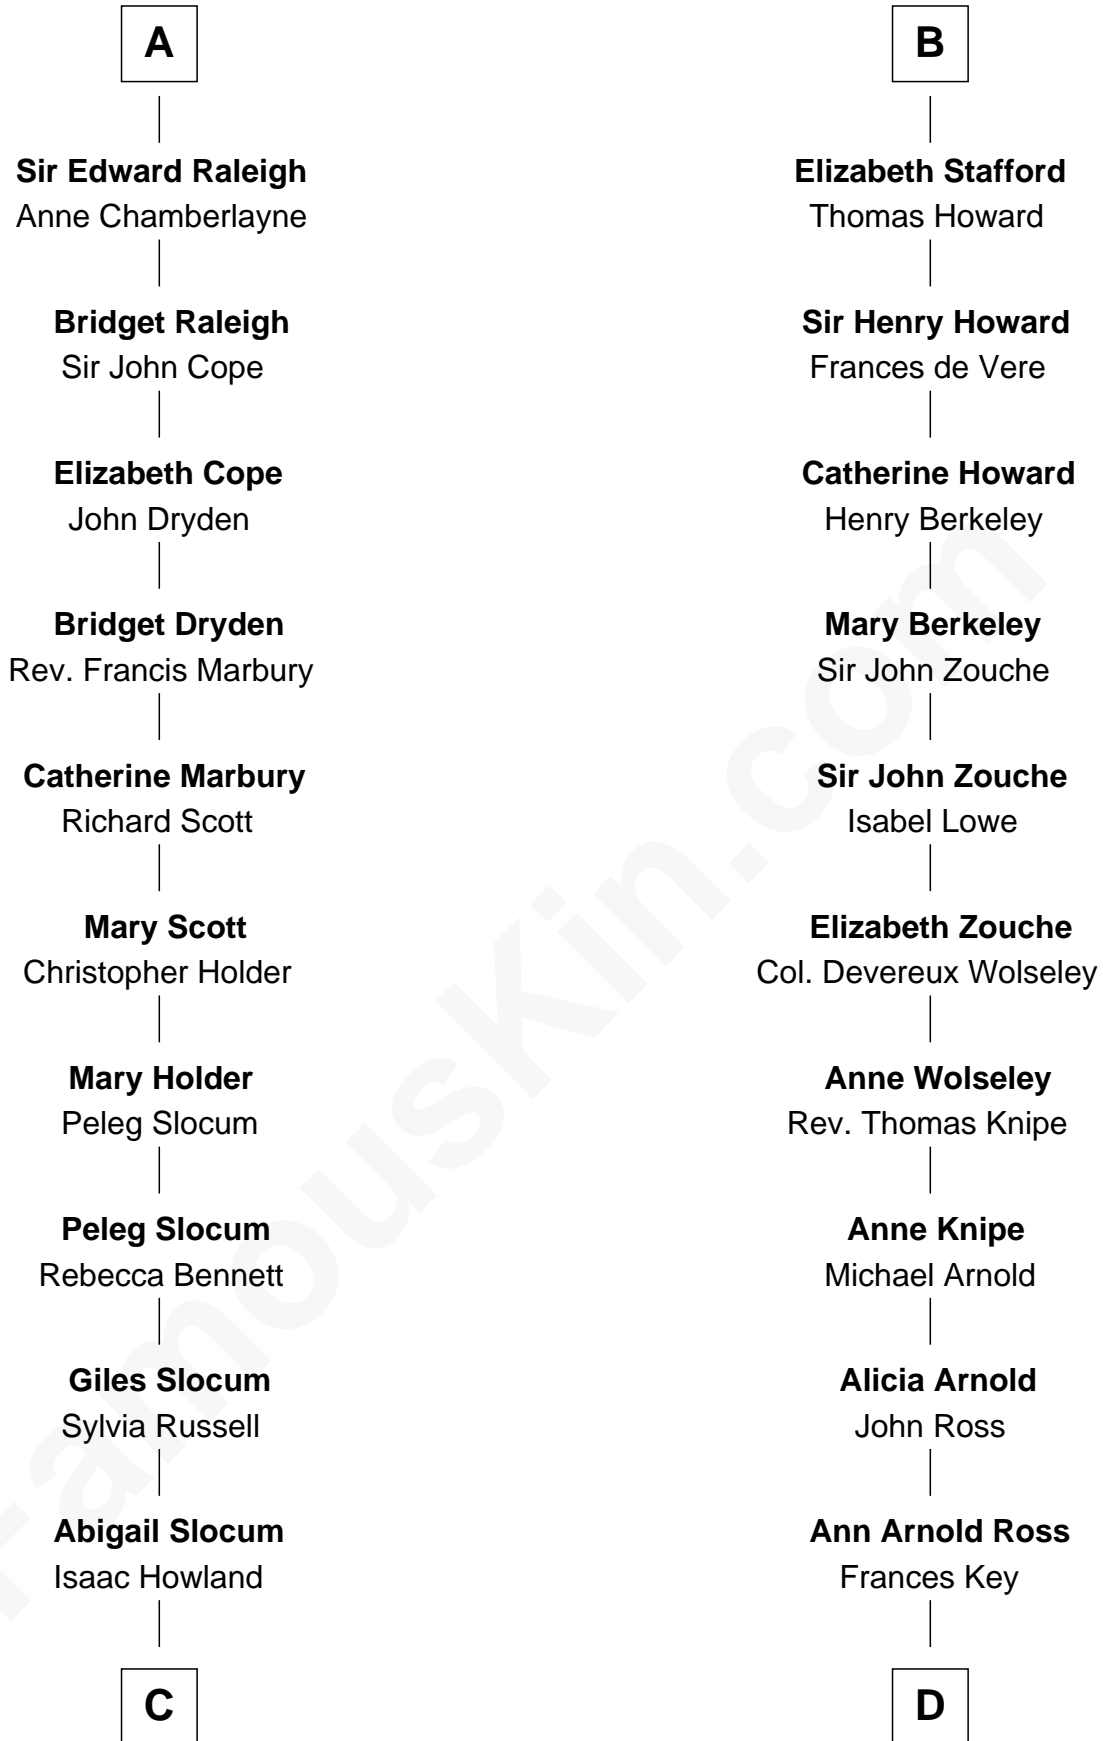 A
Sir Edward Raleigh
Anne Chamberlayne
Bridget Raleigh
Sir John Cope
Elizabeth Cope
John Dryden
Bridget Dryden
Rev. Francis Marbury
Catherine Marbury
Richard Scott
Mary Scott
Christopher Holder
Mary Holder
Peleg Slocum
Peleg Slocum
Rebecca Bennett
Giles Slocum
Sylvia Russell
Abigail Slocum
Isaac Howland
C
B
Elizabeth Stafford
Thomas Howard
Sir Henry Howard
Frances de Vere
Catherine Howard
Henry Berkeley
Mary Berkeley
Sir John Zouche
Sir John Zouche
Isabel Lowe
Elizabeth Zouche
Col. Devereux Wolseley
Anne Wolseley
Rev. Thomas Knipe
Anne Knipe
Michael Arnold
Alicia Arnold
John Ross
Ann Arnold Ross
Frances Key
D
FamousKin.com